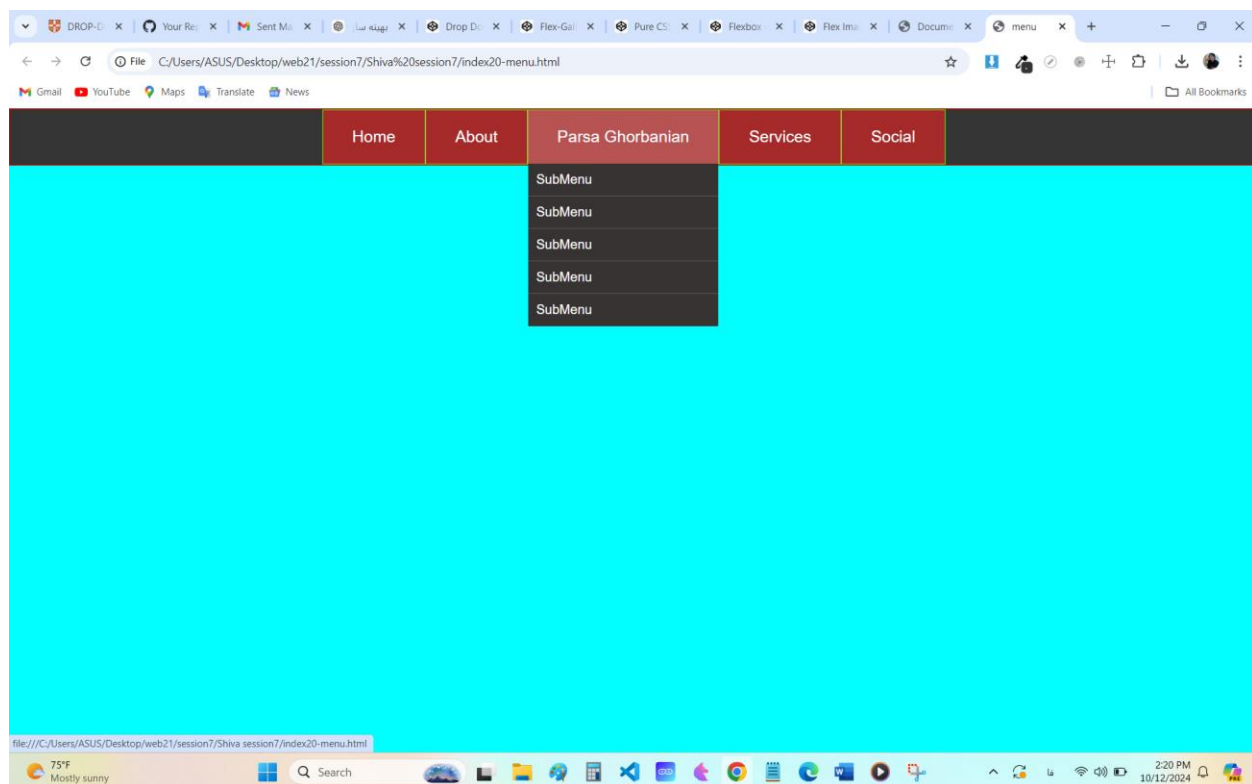 DROP-D
Your Re
Sent Ma
بهینه سا
Drop Do
Flex-Gal
Pure CS
Flexbox
Flex Ima
Docume
menu
File C:/Users/ASUS/Desktop/web21/session7/Shiva%20session7/index20-menu.html
Gmail YouTube Maps Translate News All Bookmarks
Home About Parsa Ghorbanian Services Social
SubMenu
SubMenu
SubMenu
SubMenu
SubMenu
file:///C:/Users/ASUS/Desktop/web21/session7/Shiva session7/index20-menu.html
75°F
Mostly sunny
Search
فا
2:20 PM
10/12/2024